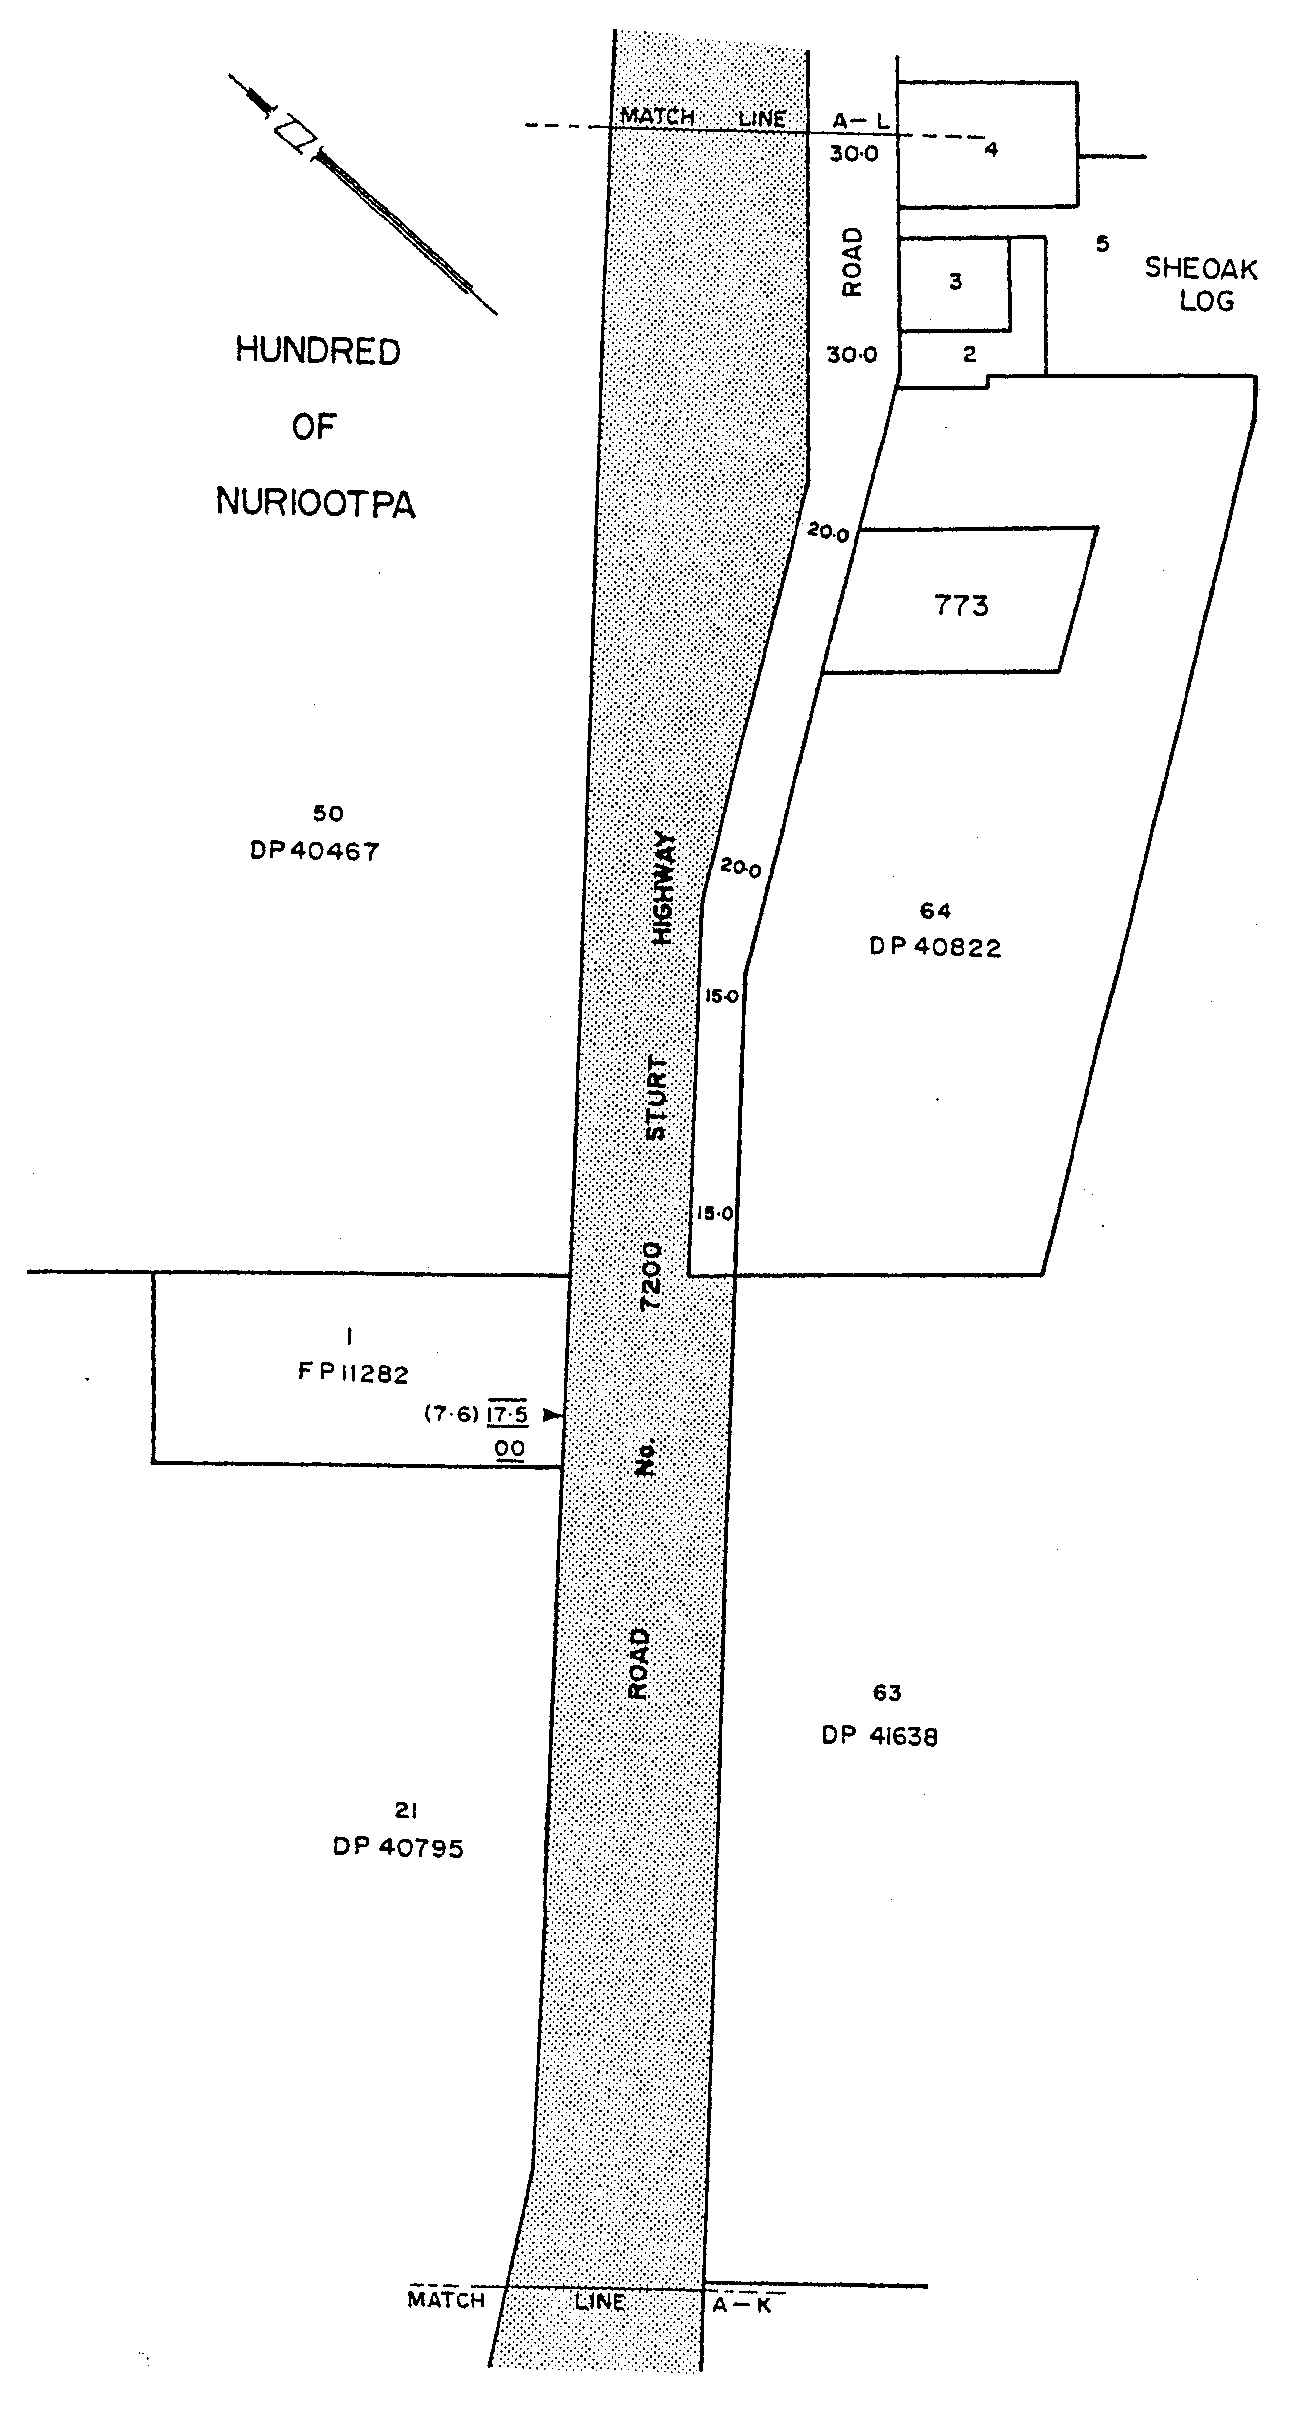 MATCH LINE A-L
30·0
4
ROAD
5
SHEOAK
LOG
3
HUNDRED
OF
NURIOOTPA
30·0
2
20·0
773
50
DP 40467
20·0
64
DP 40822
15·0
15·0
1
FP 11282
(7·6) 17·5
00
ROAD No. 7200 STURT HIGHWAY
63
DP 41638
21
DP 40795
MATCH LINE A-K